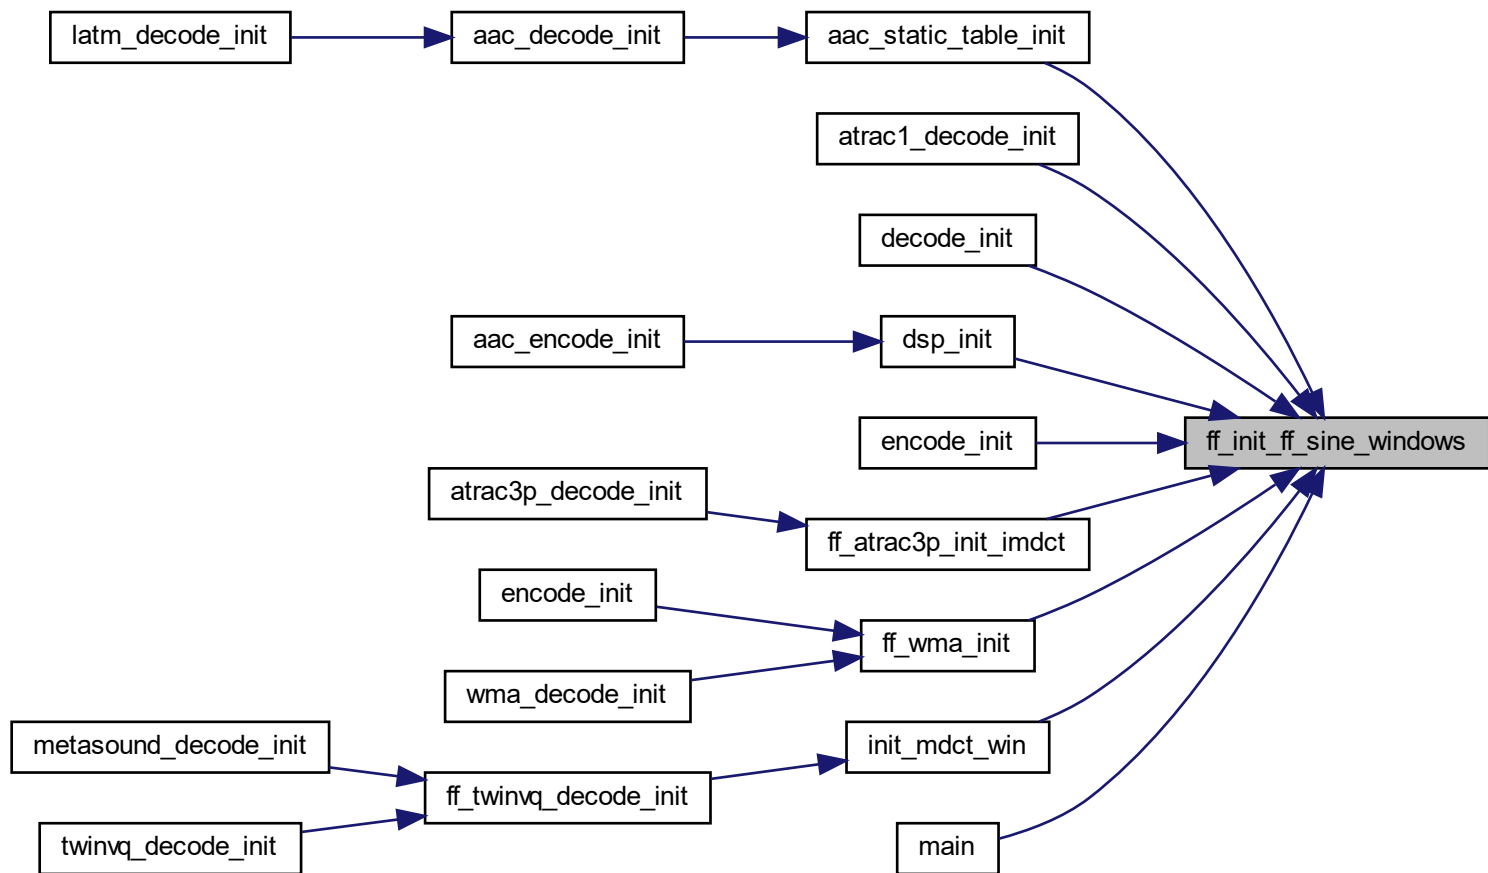 latm_decode_init
aac_decode_init
aac_static_table_init
atrac1_decode_init
decode_init
aac_encode_init
dsp_init
encode_init
ff_init_ff_sine_windows
atrac3p_decode_init
ff_atrac3p_init_imdct
encode_init
ff_wma_init
wma_decode_init
metasound_decode_init
init_mdct_win
ff_twinvq_decode_init
twinvq_decode_init
main